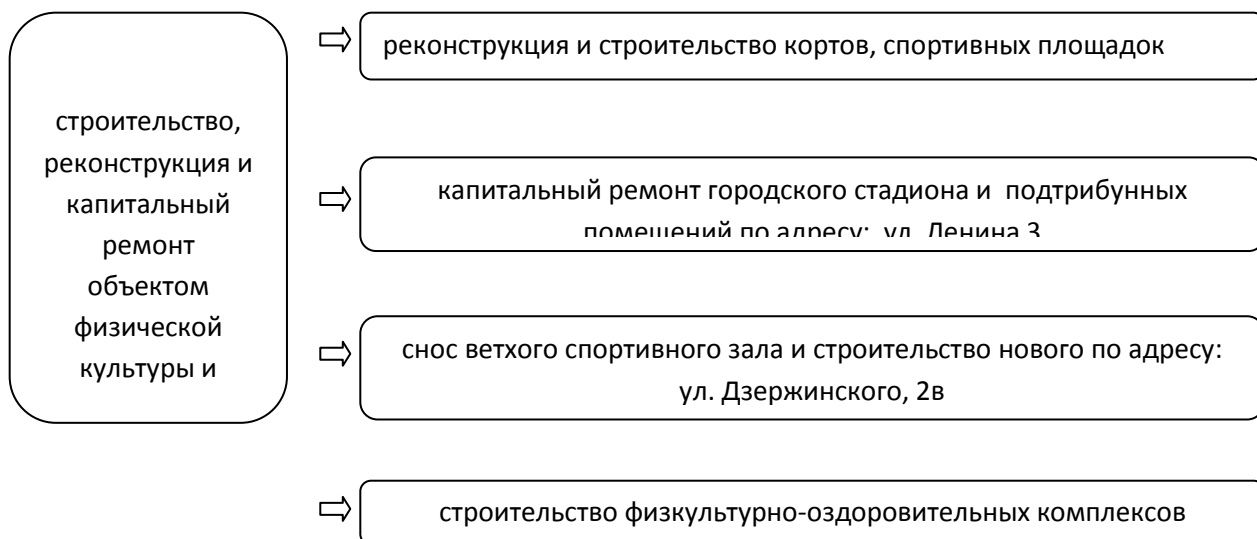 строительство,
реконструкция и
капитальный
ремонт
объектом
физической
культуры и
реконструкция и строительство кортов, спортивных площадок
капитальный ремонт городского стадиона и подтрибунных
помещений по адресу: ул. Ленина 3
снос ветхого спортивного зала и строительство нового по адресу:
ул. Дзержинского, 2в
строительство физкультурно-оздоровительных комплексов